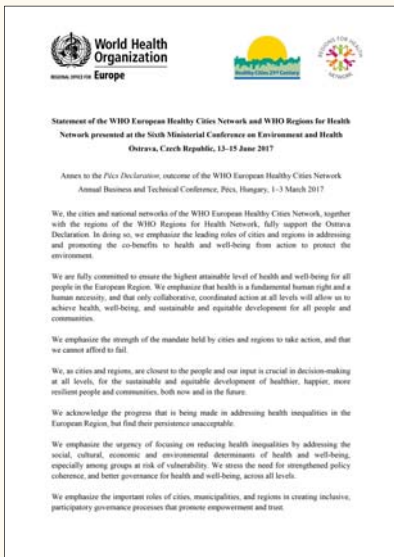 World Health
Organization
REGIONAL OFFICE FOR Europe
Healthy Cities 21st Century
REGIONS FOR HEALTH
NETWORK
Statement of the WHO European Healthy Cities Network and WHO Regions for Health
Network presented at the Sixth Ministerial Conference on Environment and Health
Ostrava, Czech Republic, 13–15 June 2017
Annex to the Pécs Declaration, outcome of the WHO European Healthy Cities Network
Annual Business and Technical Conference, Pécs, Hungary, 1–3 March 2017
We, the cities and national networks of the WHO European Healthy Cities Network, together
with the regions of the WHO Regions for Health Network, fully support the Ostrava
Declaration. In doing so, we emphasize the leading roles of cities and regions in addressing
and promoting the co-benefits to health and well-being from action to protect the
environment.
We are fully committed to ensure the highest attainable level of health and well-being for all
people in the European Region. We emphasize that health is a fundamental human right and a
human necessity, and that only collaborative, coordinated action at all levels will allow us to
achieve health, well-being, and sustainable and equitable development for all people and
communities.
We emphasize the strength of the mandate held by cities and regions to take action, and that
we cannot afford to fail.
We, as cities and regions, are closest to the people and our input is crucial in decision-making
at all levels, for the sustainable and equitable development of healthier, happier, more
resilient people and communities, both now and in the future.
We acknowledge the progress that is being made in addressing health inequalities in the
European Region, but find their persistence unacceptable.
We emphasize the urgency of focusing on reducing health inequalities by addressing the
social, cultural, economic and environmental determinants of health and well-being,
especially among groups at risk of vulnerability. We stress the need for strengthened policy
coherence, and better governance for health and well-being, across all levels.
We emphasize the important roles of cities, municipalities, and regions in creating inclusive,
participatory governance processes that promote empowerment and trust.